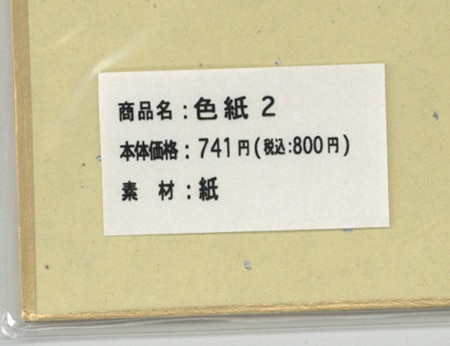 商品名：色紙 2
本体価格：741円(税込:800円)
素　材：紙